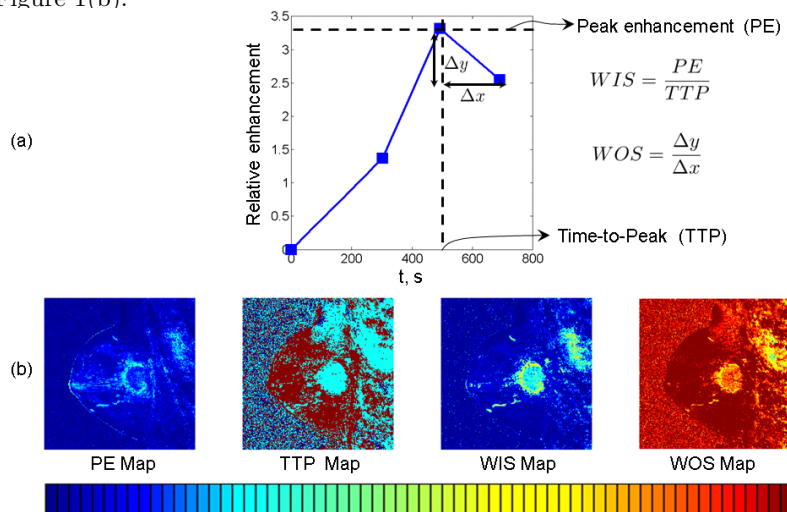 Figure 1(b).
(a)
Relative enhancement
3.5
3
2.5
2
1.5
1
0.5
0
0
200
400
600
800
t, s
Δy
Δx
Peak enhancement (PE)
WIS = PE / TTP
WOS = Δy / Δx
Time-to-Peak (TTP)
(b)
PE Map
TTP Map
WIS Map
WOS Map